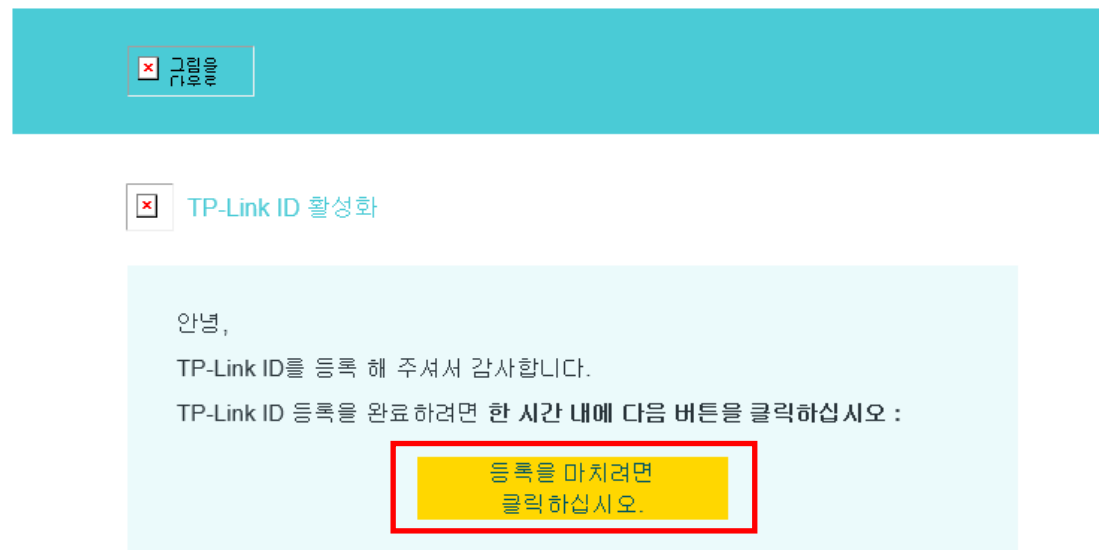 그림을
TP-Link ID 활성화
안녕,
TP-Link ID를 등록 해 주셔서 감사합니다.
TP-Link ID 등록을 완료하려면 한 시간 내에 다음 버튼을 클릭하십시오 :
등록을 마치려면
클릭하십시오.